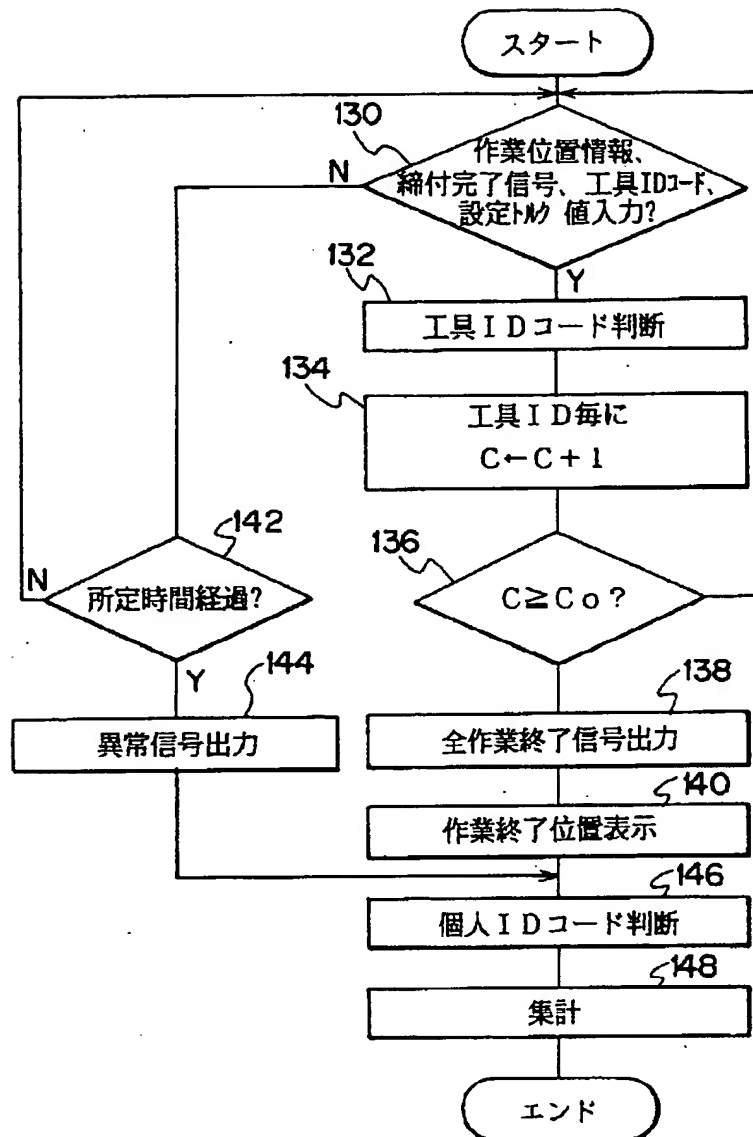 スタート
130
作業位置情報、
締付完了信号、工具IDコード、
設定トルク 値入力?
N
Y
132
工具IDコード判断
134
工具ID毎に
C←C+1
136
C≧Co?
142
所定時間経過?
N
Y
144
異常信号出力
138
全作業終了信号出力
140
作業終了位置表示
146
個人IDコード判断
148
集計
エンド